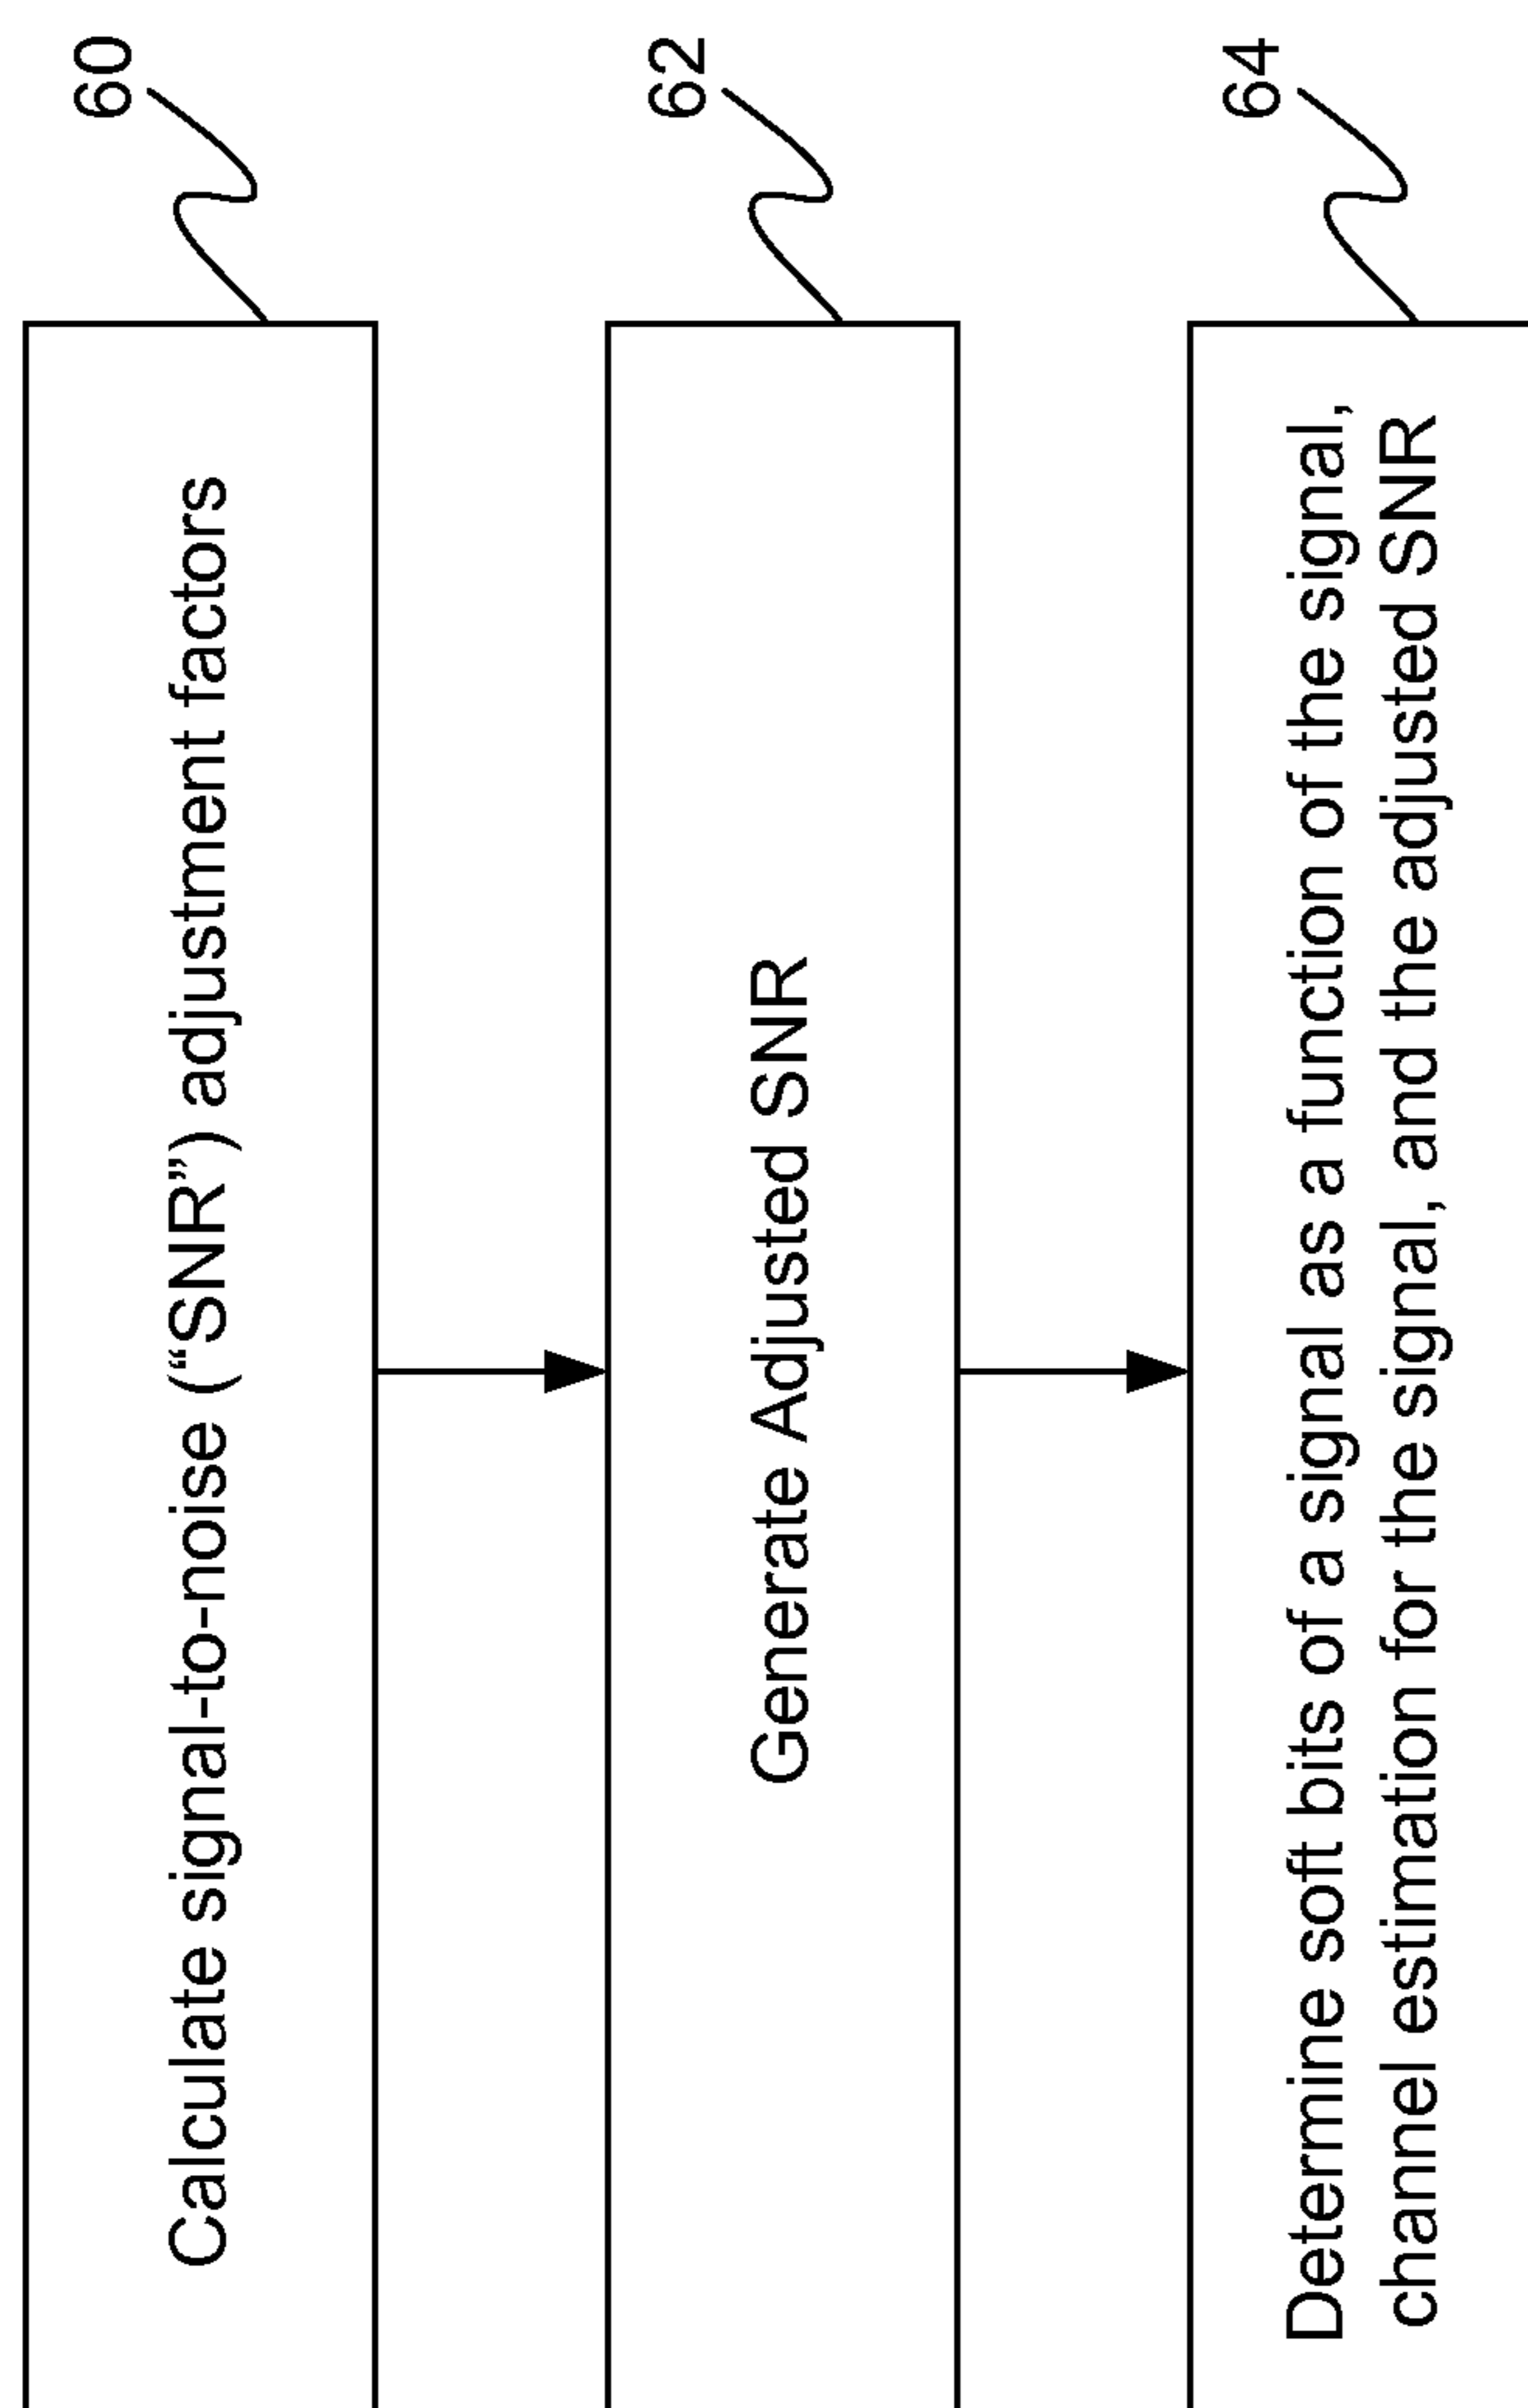 Calculate signal-to-noise (“SNR”) adjustment factors
60
Generate Adjusted SNR
62
Determine soft bits of a signal as a function of the signal,
channel estimation for the signal, and the adjusted SNR
64